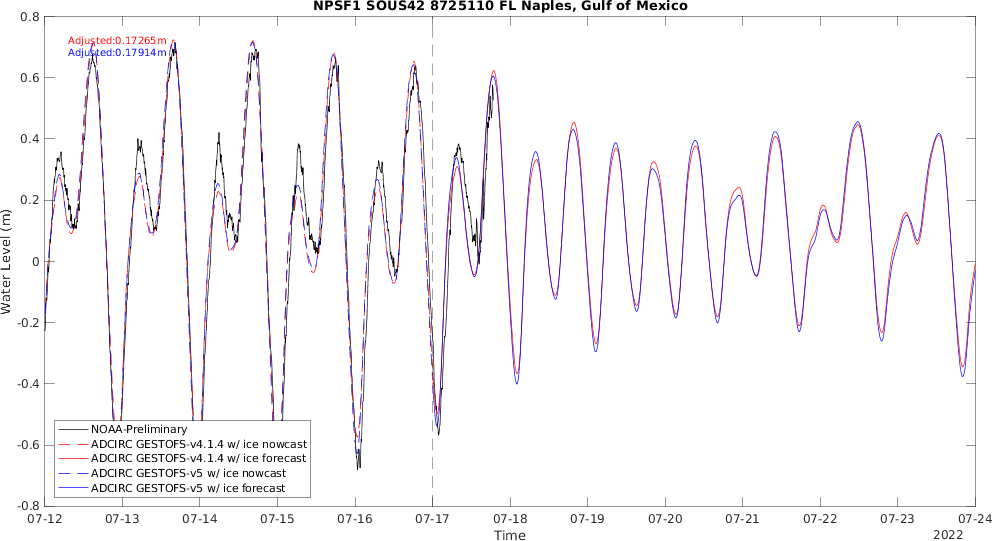 NPSF1 SOUS42 8725110 FL Naples, Gulf of Mexico
Adjusted:0.17265m
Adjusted:0.17914m
Water Level (m)
0.8
0.6
0.4
0.2
0
-0.2
-0.4
-0.6
-0.8
NOAA-Preliminary
ADCIRC GESTOFS-v4.1.4 w/ ice nowcast
ADCIRC GESTOFS-v4.1.4 w/ ice forecast
ADCIRC GESTOFS-v5 w/ ice nowcast
ADCIRC GESTOFS-v5 w/ ice forecast
07-12 07-13 07-14 07-15 07-16 07-17 07-18 07-19 07-20 07-21 07-22 07-23 07-24
Time
2022